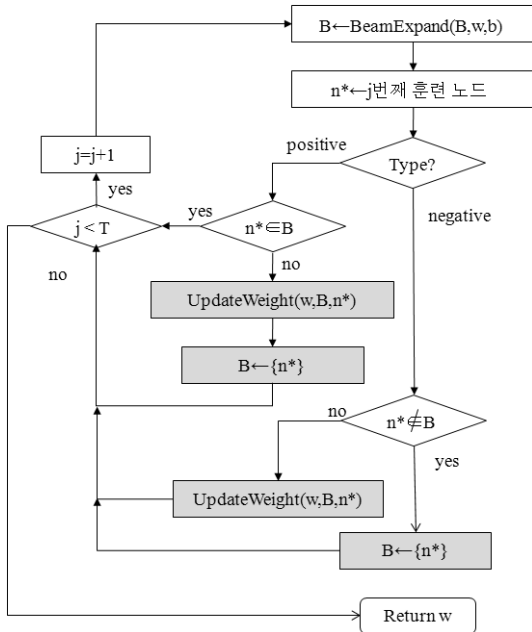 B←BeamExpand(B,w,b)
n*←j번째 훈련 노드
j=j+1
positive
Type?
yes
yes
negative
j < T
n*∈B
no
no
UpdateWeight(w,B,n*)
B←{n*}
no
n*∉B
yes
UpdateWeight(w,B,n*)
B←{n*}
Return w